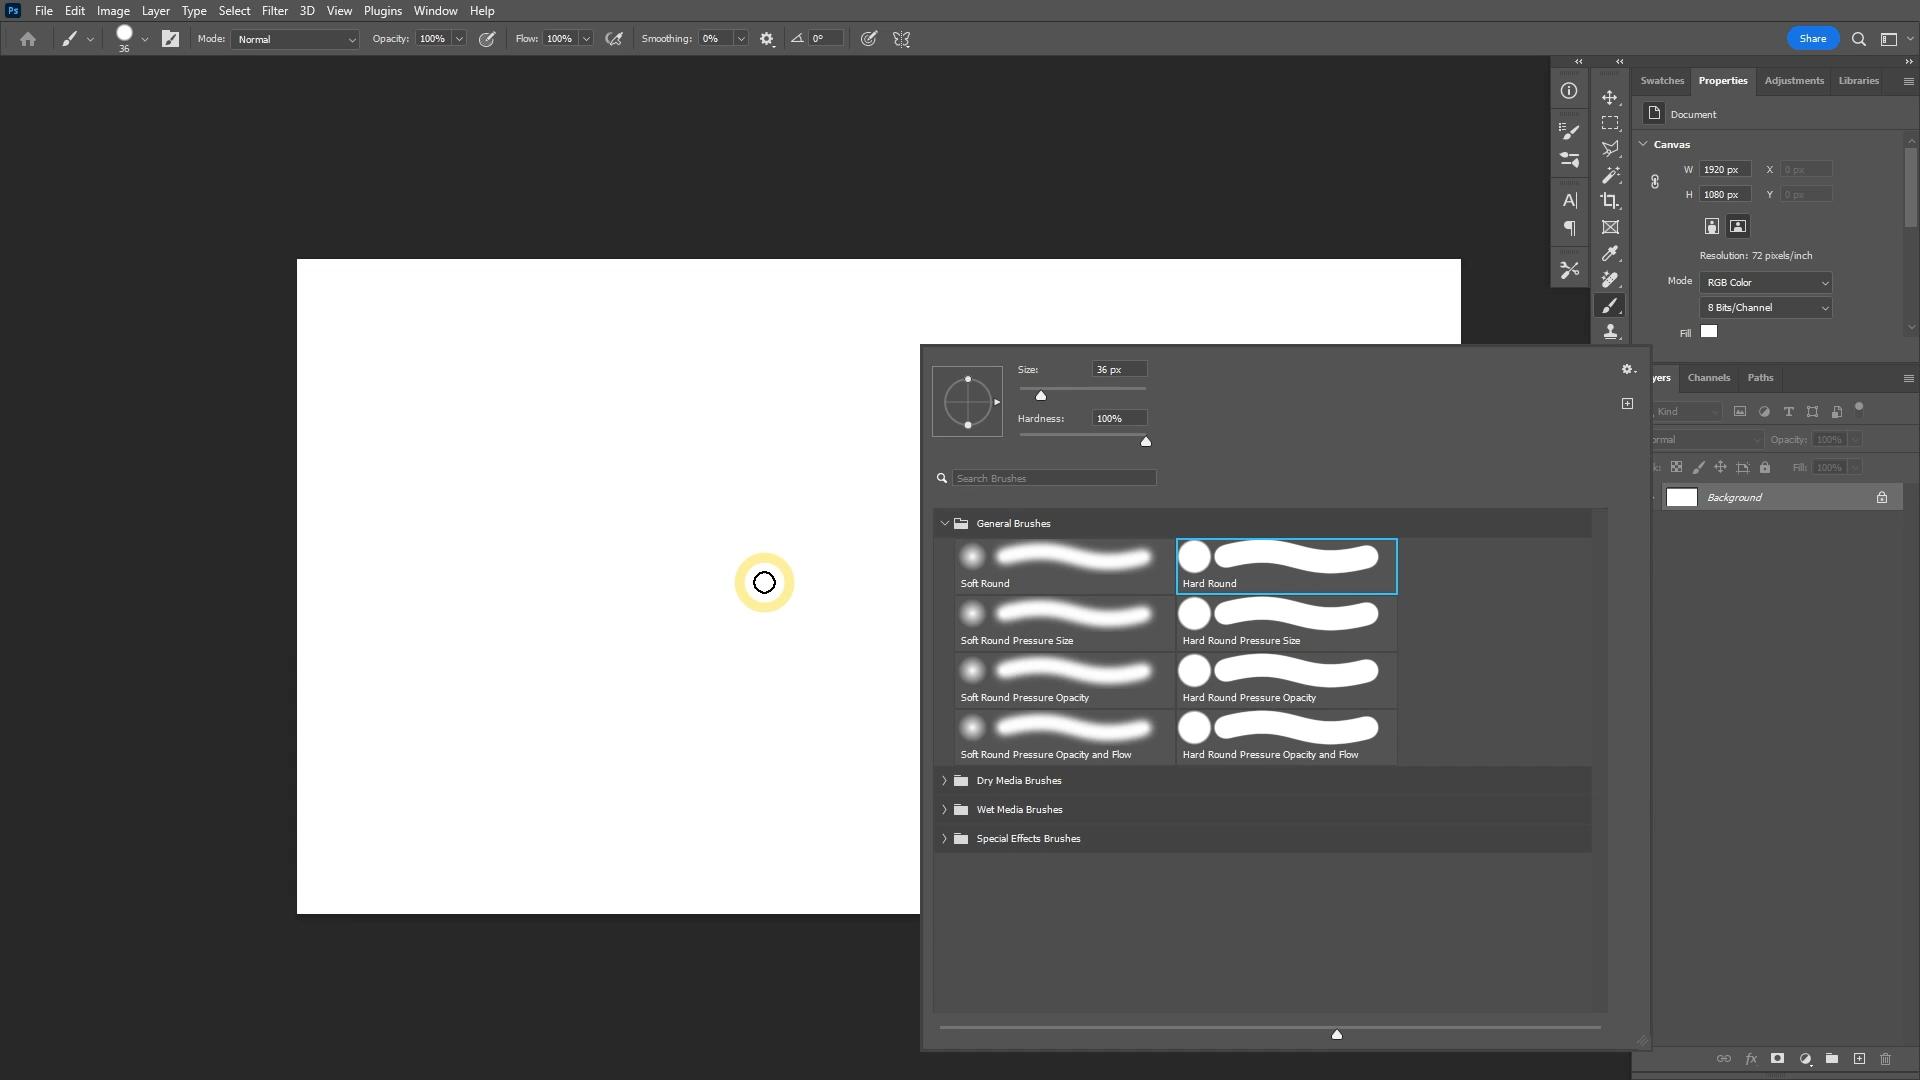 Ps File Edit Image Layer Type Select Filter 3D View Plugins Window Help
36 Mode: Normal Opacity: 100% Flow: 100% Smoothing: 0% 0° Share
Swatches Properties Adjustments Libraries
Document
Canvas
W 1920 px X 0 px
H 1080 px Y 0 px
Resolution: 72 pixels/inch
Mode RGB Color
8 Bits/Channel
Fill
Size: 36 px
Hardness: 100%
Search Brushes
General Brushes
Soft Round Hard Round
Soft Round Pressure Size Hard Round Pressure Size
Soft Round Pressure Opacity Hard Round Pressure Opacity
Soft Round Pressure Opacity and Flow Hard Round Pressure Opacity and Flow
Dry Media Brushes
Wet Media Brushes
Special Effects Brushes
yers Channels Paths
Kind
ormal Opacity: 100%
k: Fill: 100%
Background
fx